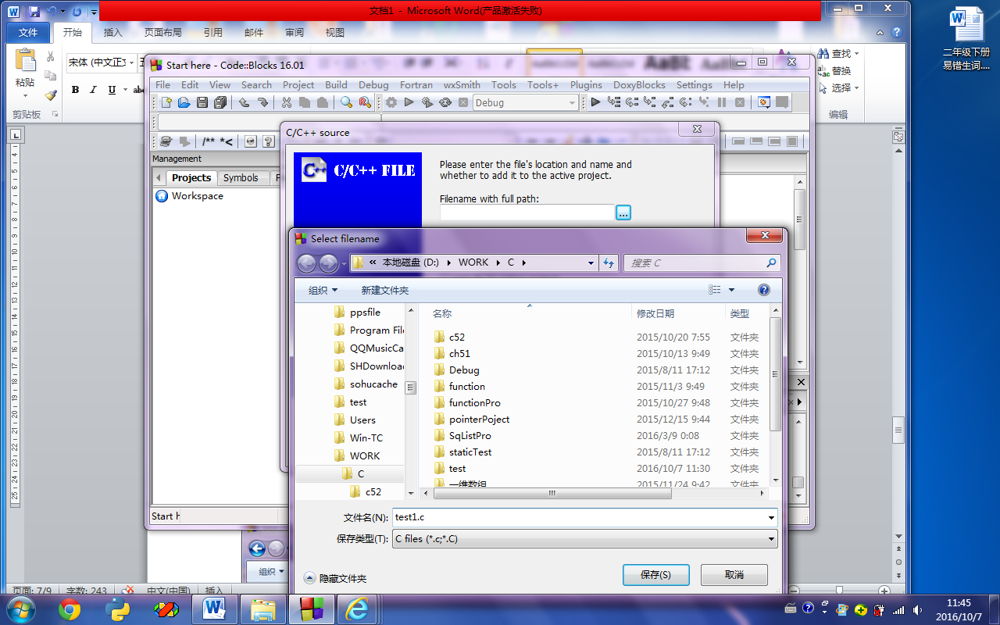 文档1 - Microsoft Word(产品激活失败)
文件 开始 插入 页面布局 引用 邮件 审阅 视图
宋体 (中文正文
粘贴
B I U abc
剪贴板
查找
替换
选择
编辑
二年级下册
易错生词....
Start here - Code::Blocks 16.01
File Edit View Search Project Build Debug Fortran wxSmith Tools Tools+ Plugins DoxyBlocks Settings Help
Debug
/** *<
Management
Projects Symbols F
Workspace
Start h
C/C++ source
C++ C/C++ FILE
Please enter the file's location and name and
whether to add it to the active project.
Filename with full path:
...
Select filename
« 本地磁盘 (D:) WORK C
搜索 C
组织 新建文件夹
ppsfile
Program File
QQMusicCa
SHDownload
sohucache
test
Users
Win-TC
WORK
C
c52
名称 修改日期 类型
c52 2015/10/20 7:55 文件夹
ch51 2015/10/13 9:49 文件夹
Debug 2015/8/11 17:12 文件夹
function 2015/11/3 9:49 文件夹
functionPro 2015/10/27 9:48 文件夹
pointerPoject 2015/12/15 9:44 文件夹
SqListPro 2016/3/9 0:08 文件夹
staticTest 2015/8/11 17:12 文件夹
test 2016/10/7 11:30 文件夹
一维数组 2015/11/24 9:42 文件夹
文件名(N): test1.c
保存类型(T): C files (*.c;*.C)
隐藏文件夹
保存(S) 取消
组织
页面: 7/9 字数: 243 中文(中国) 插入
11:45
2016/10/7